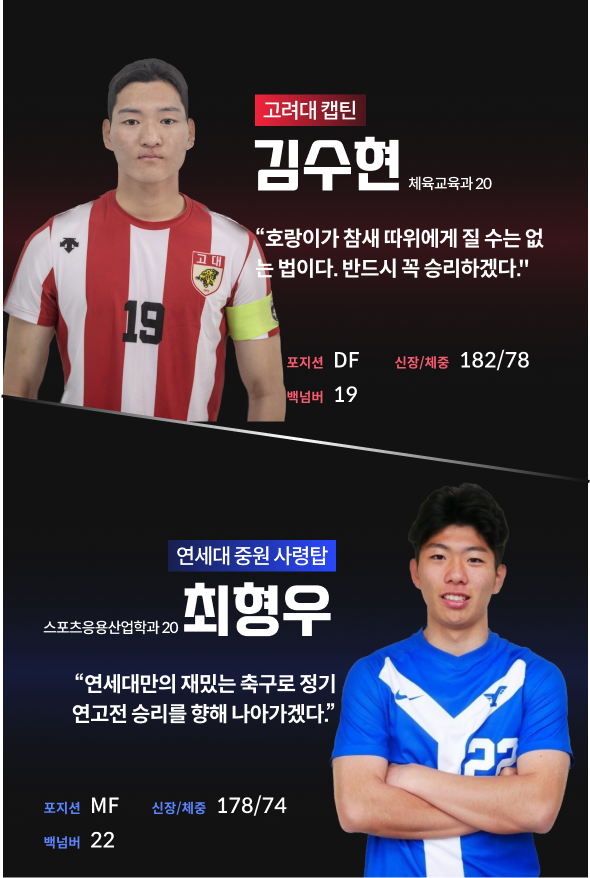 고려대 캡틴
김수현 체육교육과 20
“호랑이가 참새 따위에게 질 수는 없
는 법이다. 반드시 꼭 승리하겠다."
고 대
19
포지션 DF 신장/체중 182/78
백넘버 19
연세대 중원 사령탑
스포츠응용산업학과 20 최형우
“연세대만의 재밌는 축구로 정기
연고전 승리를 향해 나아가겠다.”
22
포지션 MF 신장/체중 178/74
백넘버 22